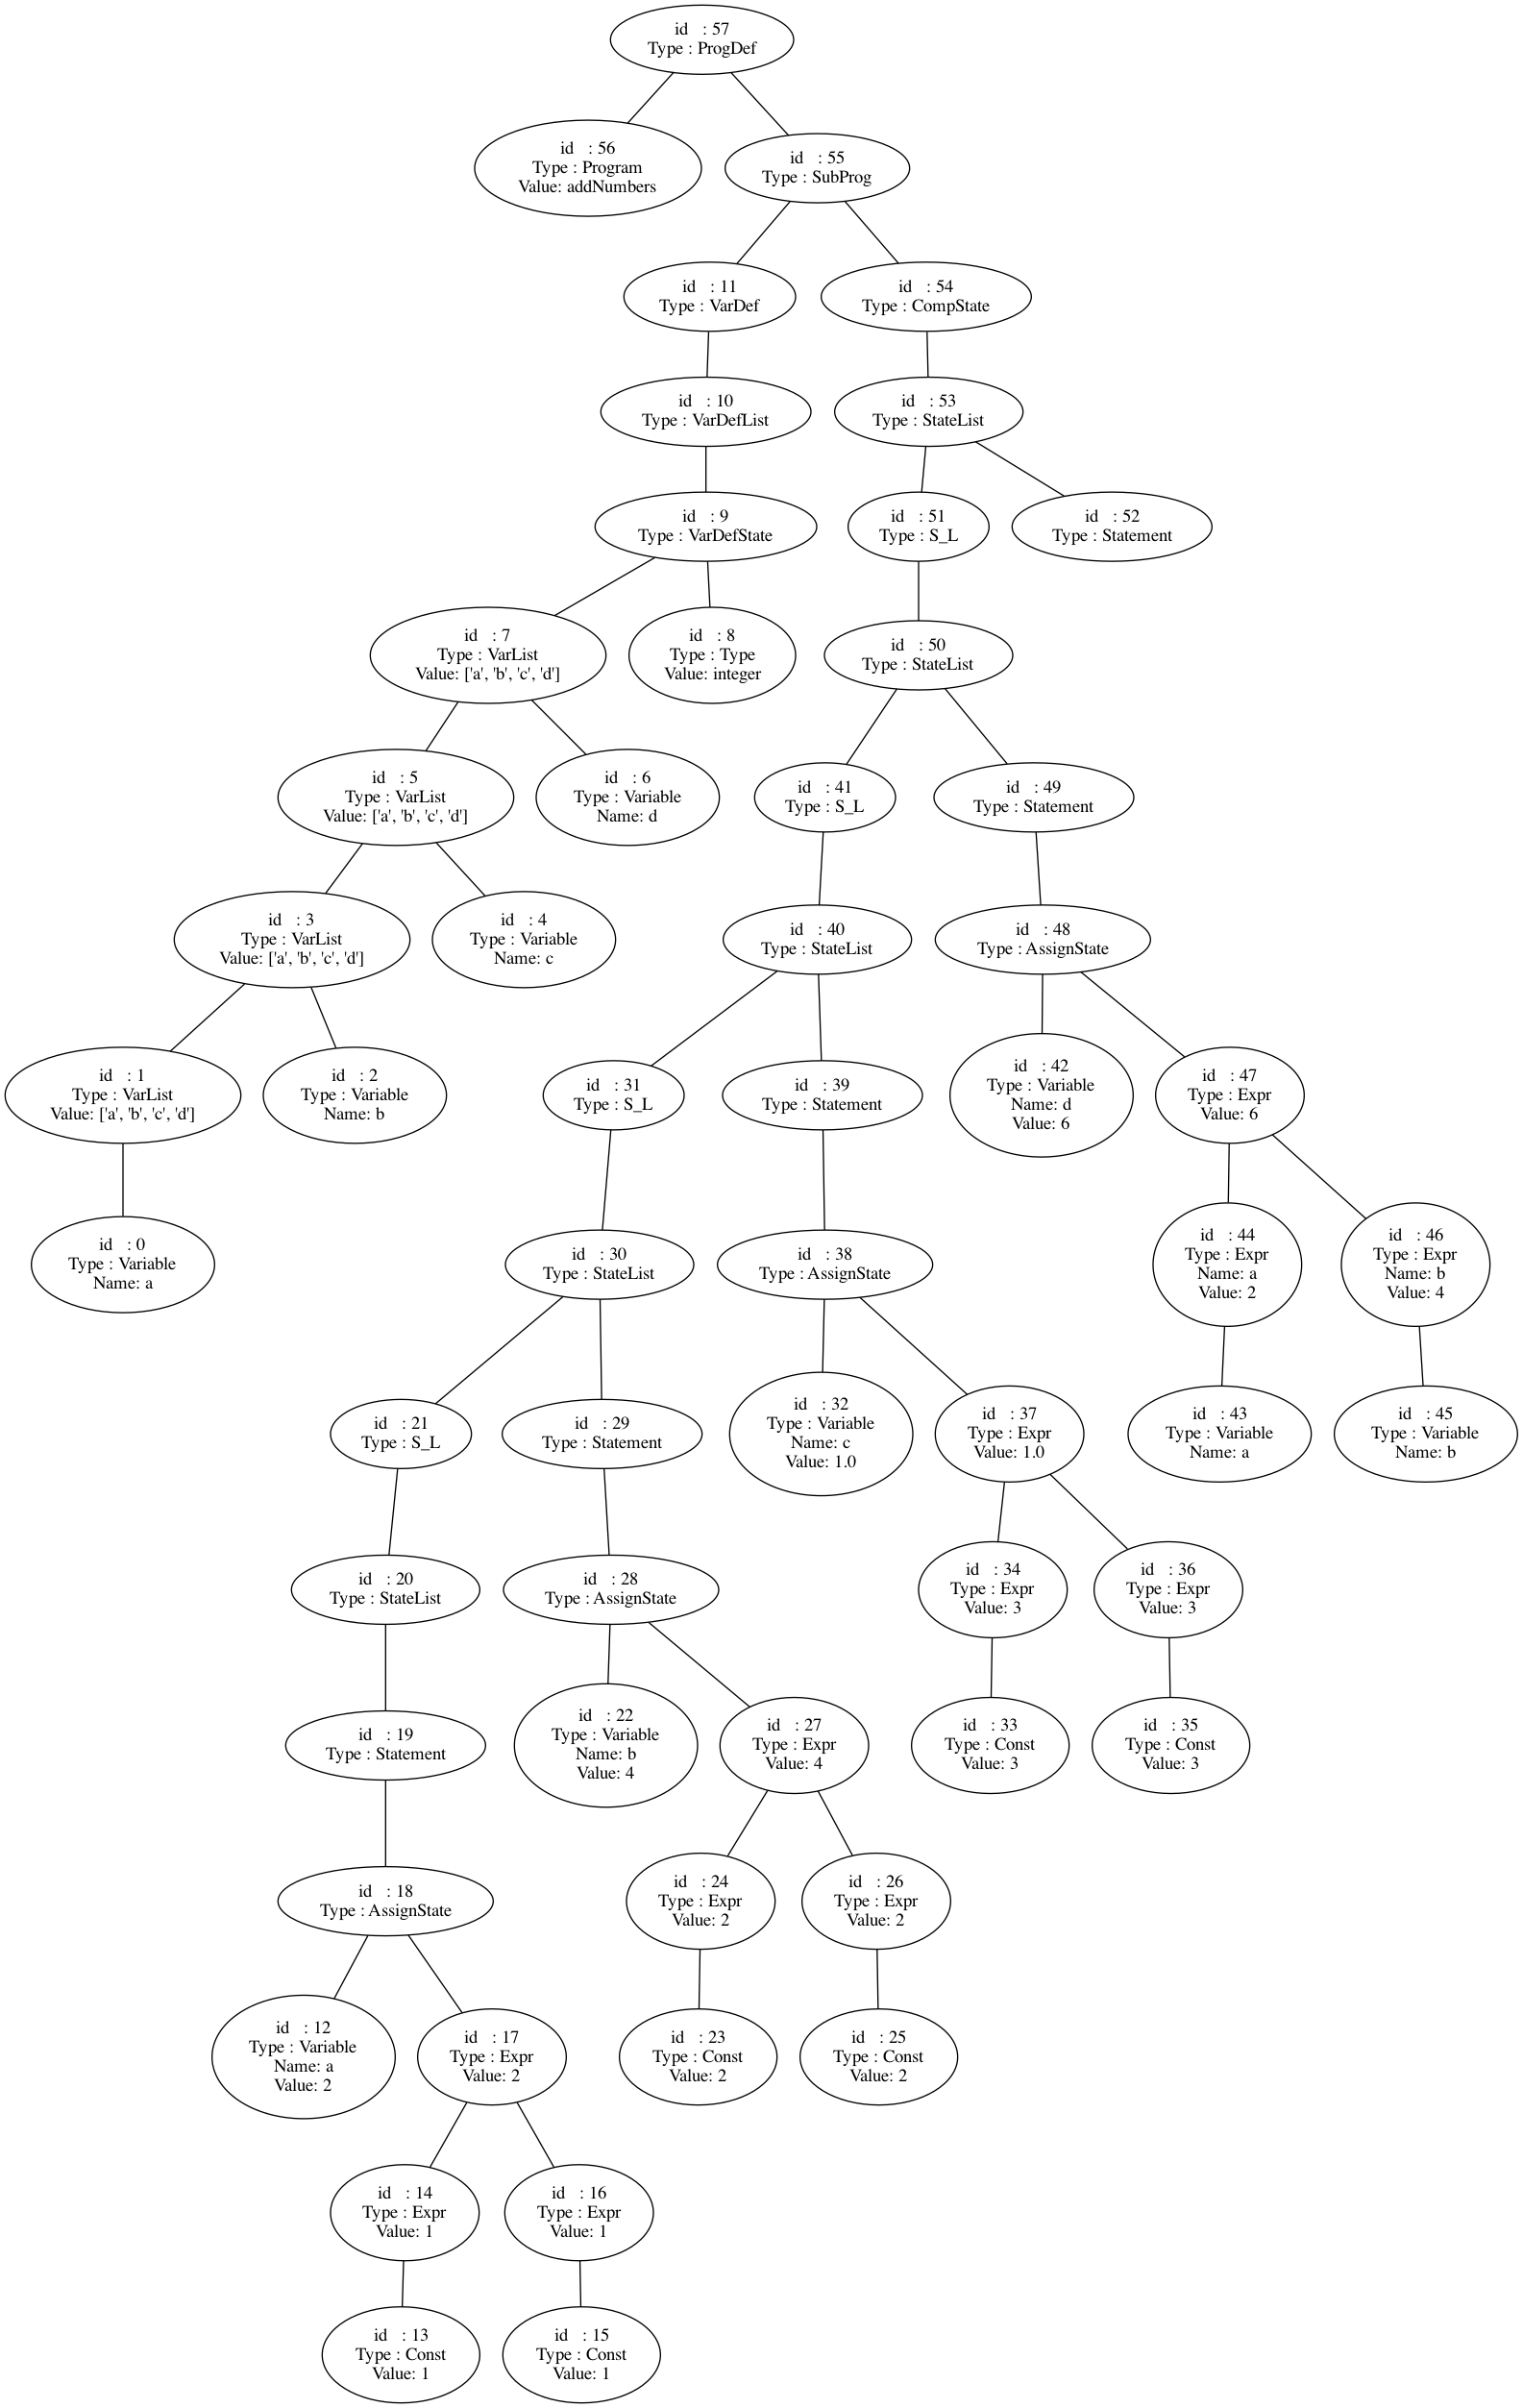 id : 57
Type : ProgDef
id : 56
Type : Program
Value: addNumbers
id : 55
Type : SubProg
id : 11
Type : VarDef
id : 54
Type : CompState
id : 10
Type : VarDefList
id : 53
Type : StateList
id : 9
Type : VarDefState
id : 51
Type : S_L
id : 52
Type : Statement
id : 7
Type : VarList
Value: ['a', 'b', 'c', 'd']
id : 8
Type : Type
Value: integer
id : 50
Type : StateList
id : 5
Type : VarList
Value: ['a', 'b', 'c', 'd']
id : 6
Type : Variable
Name: d
id : 41
Type : S_L
id : 49
Type : Statement
id : 3
Type : VarList
Value: ['a', 'b', 'c', 'd']
id : 4
Type : Variable
Name: c
id : 40
Type : StateList
id : 48
Type : AssignState
id : 1
Type : VarList
Value: ['a', 'b', 'c', 'd']
id : 2
Type : Variable
Name: b
id : 31
Type : S_L
id : 39
Type : Statement
id : 42
Type : Variable
Name: d
Value: 6
id : 47
Type : Expr
Value: 6
id : 0
Type : Variable
Name: a
id : 30
Type : StateList
id : 38
Type : AssignState
id : 44
Type : Expr
Name: a
Value: 2
id : 46
Type : Expr
Name: b
Value: 4
id : 21
Type : S_L
id : 29
Type : Statement
id : 32
Type : Variable
Name: c
Value: 1.0
id : 37
Type : Expr
Value: 1.0
id : 43
Type : Variable
Name: a
id : 45
Type : Variable
Name: b
id : 20
Type : StateList
id : 28
Type : AssignState
id : 34
Type : Expr
Value: 3
id : 36
Type : Expr
Value: 3
id : 19
Type : Statement
id : 22
Type : Variable
Name: b
Value: 4
id : 27
Type : Expr
Value: 4
id : 33
Type : Const
Value: 3
id : 35
Type : Const
Value: 3
id : 18
Type : AssignState
id : 24
Type : Expr
Value: 2
id : 26
Type : Expr
Value: 2
id : 12
Type : Variable
Name: a
Value: 2
id : 17
Type : Expr
Value: 2
id : 23
Type : Const
Value: 2
id : 25
Type : Const
Value: 2
id : 14
Type : Expr
Value: 1
id : 16
Type : Expr
Value: 1
id : 13
Type : Const
Value: 1
id : 15
Type : Const
Value: 1